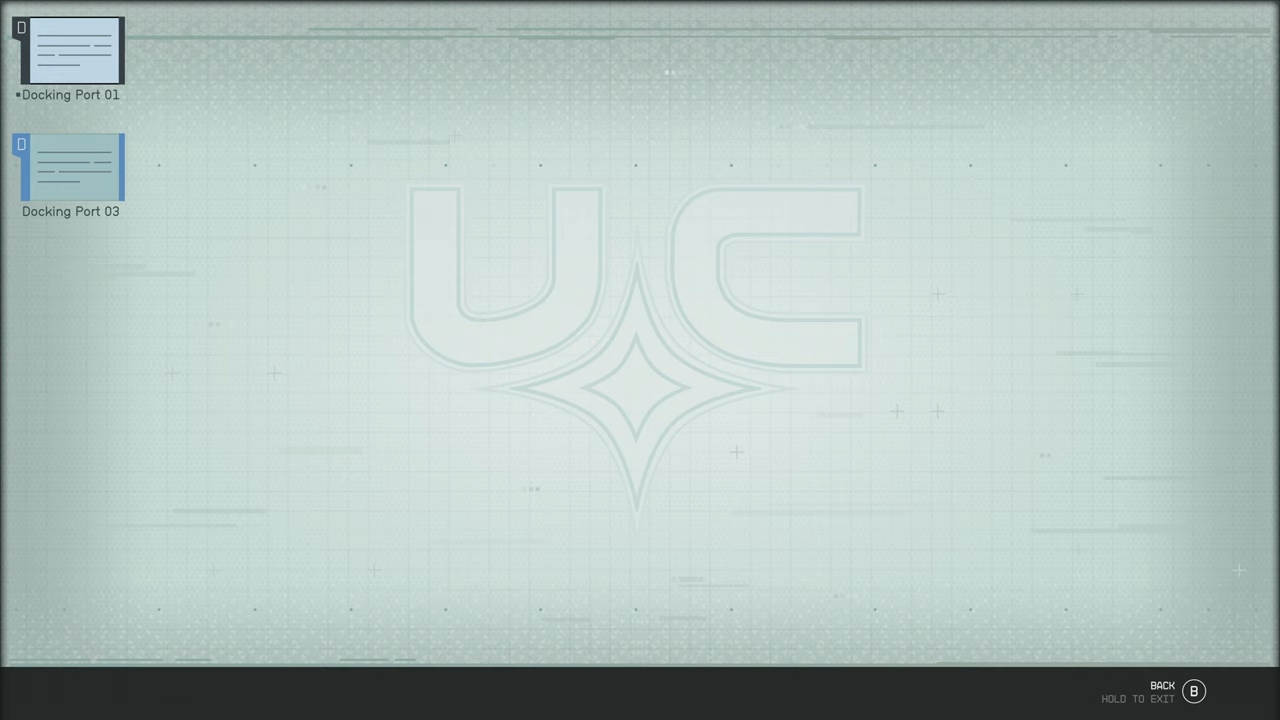 D
Docking Port 01
D
Docking Port 03
UC
BACK
HOLD TO EXIT
B